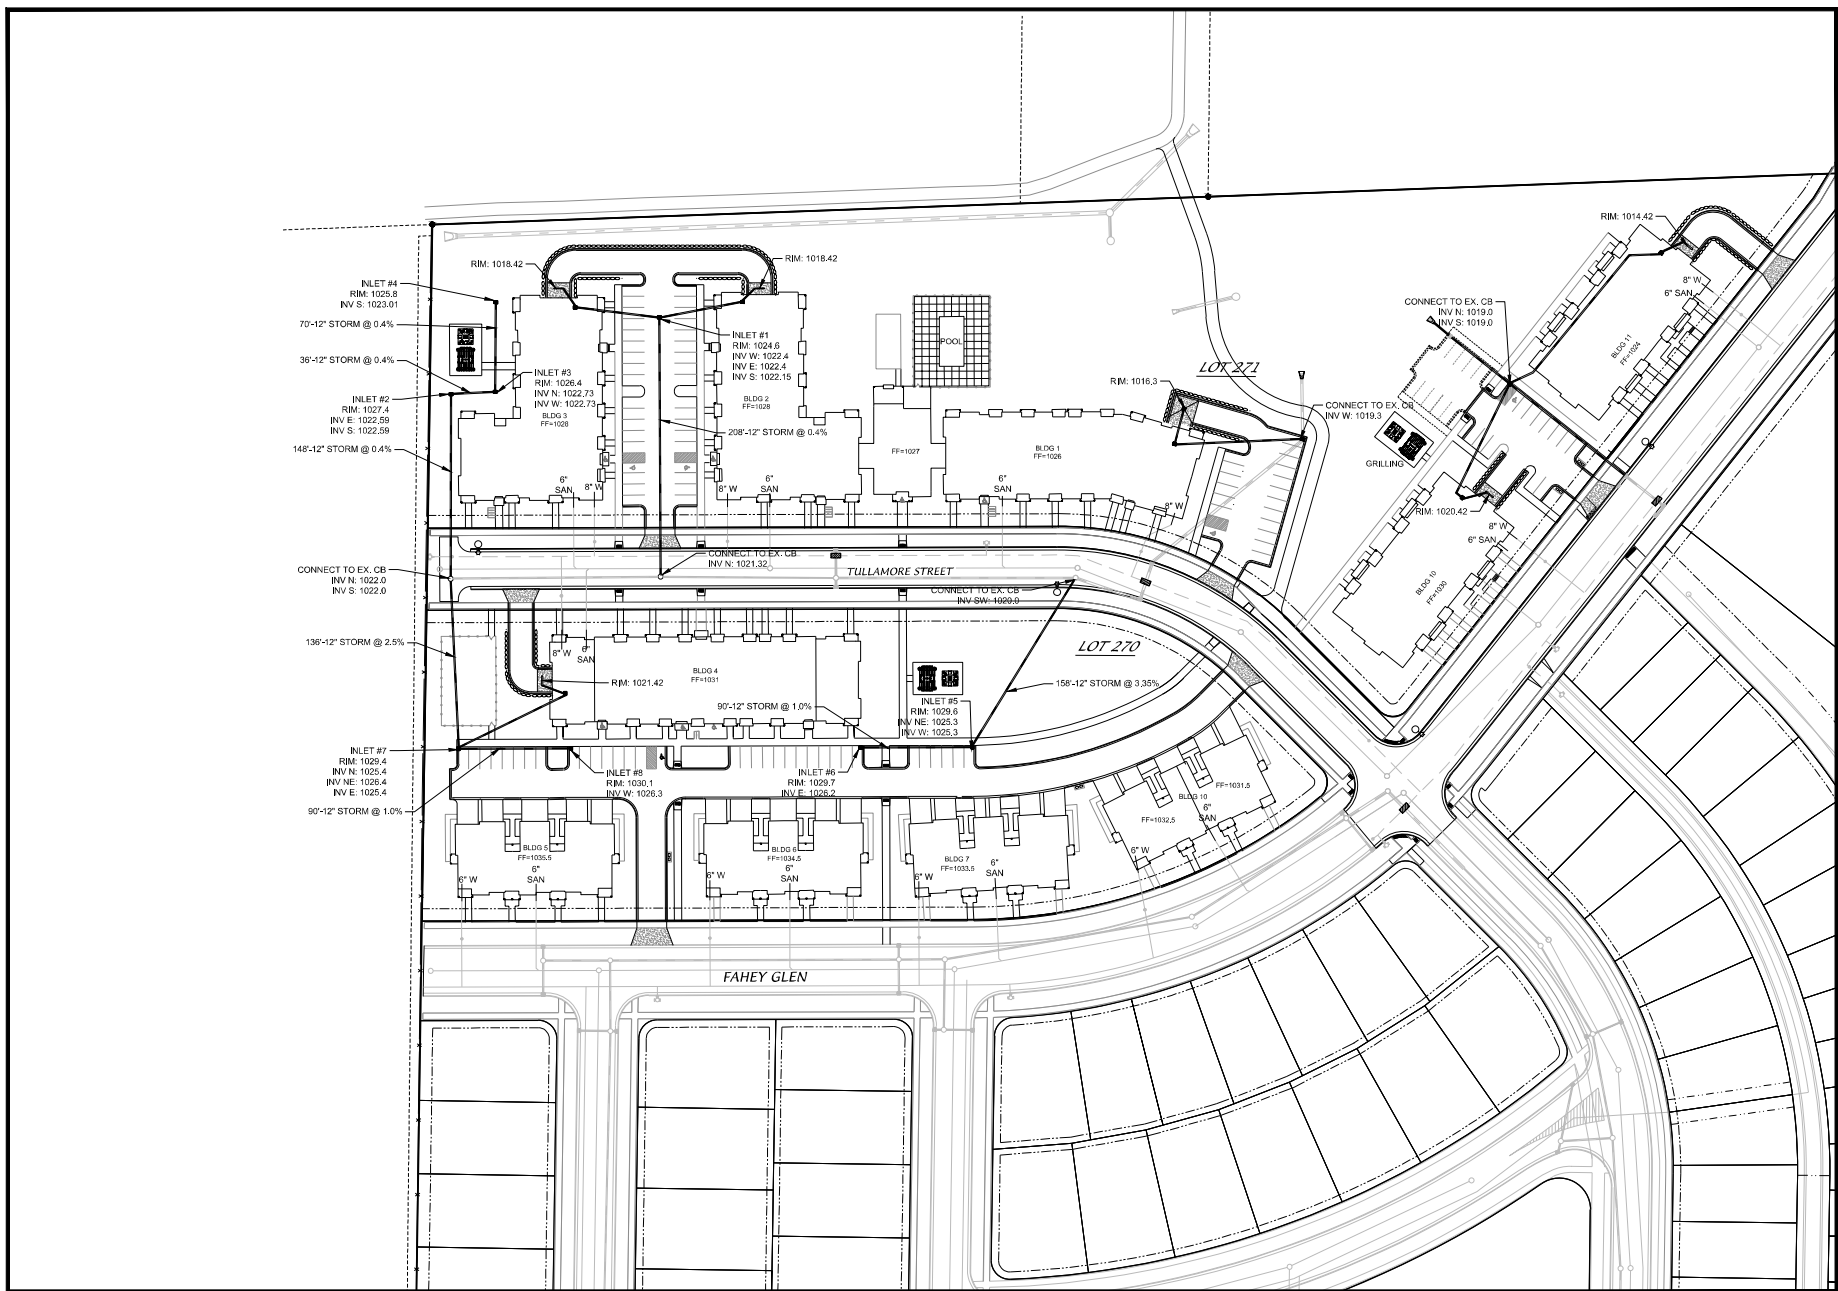 RIM: 1014.42
RIM: 1018.42
RIM: 1018.42
INLET #4
RIM: 1025.8
INV S: 1023.01
70'-12" STORM @ 0.4%
36'-12" STORM @ 0.4%
INLET #1
RIM: 1024.6
INV W: 1022.4
INV E: 1022.4
INV S: 1022.15
POOL
LOT 271
CONNECT TO EX. CB
INV N: 1019.0
INV S: 1019.0
8" W
6" SAN
BLDG 11
FF=1024
INLET #3
RIM: 1026.4
INV N: 1022.73
INV W: 1022.73
BLDG 3
FF=1028
BLDG 2
FF=1028
RIM: 1016.3
INLET #2
RIM: 1027.4
INV E: 1022.59
INV S: 1022.59
CONNECT TO EX. CB
INV W: 1019.3
208'-12" STORM @ 0.4%
148'-12" STORM @ 0.4%
FF=1027
BLDG 1
FF=1026
GRILLING
6"
SAN
8" W
8" W
6"
SAN
6"
SAN
8" W
RIM: 1020.42
8" W
6" SAN
CONNECT TO EX. CB
INV N: 1021.32
TULLAMORE STREET
CONNECT TO EX. CB
INV N: 1022.0
INV S: 1022.0
CONNECT TO EX. CB
INV SW: 1020.0
BLDG 10
FF=1030
136'-12" STORM @ 2.5%
8" W
6"
SAN
BLDG 4
FF=1031
RIM: 1021.42
LOT 270
158'-12" STORM @ 3.35%
90'-12" STORM @ 1.0%
INLET #5
RIM: 1029.6
INV NE: 1025.3
INV W: 1025.3
INLET #7
RIM: 1029.4
INV N: 1025.4
INV NE: 1026.4
INV E: 1025.4
90'-12" STORM @ 1.0%
INLET #8
RIM: 1030.1
INV W: 1026.3
INLET #6
RIM: 1029.7
INV E: 1026.2
FF=1031.5
BLDG 10
FF=1032.5
6"
SAN
6" W
BLDG 5
FF=1035.5
6"
SAN
6" W
BLDG 6
FF=1034.5
6"
SAN
6" W
BLDG 7
FF=1033.5
6"
SAN
6" W
FAHEY GLEN